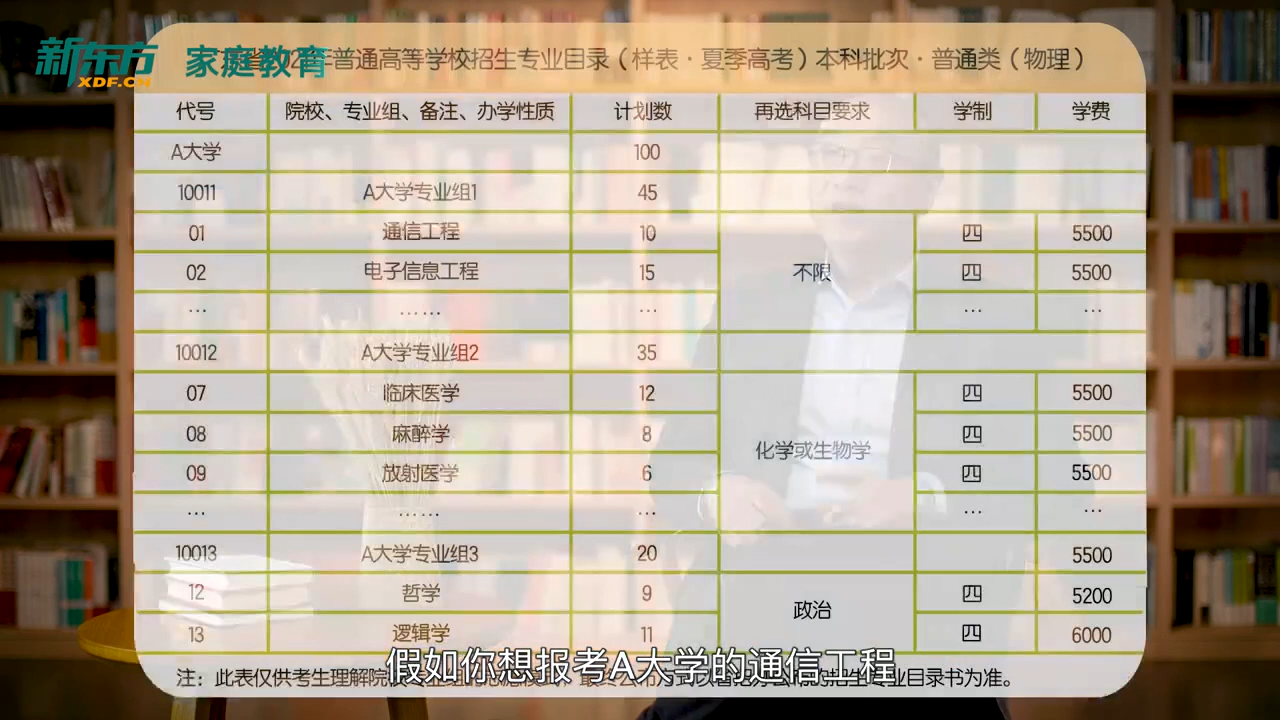 新东方 XDF.CN 家庭教育
年普通高等学校招生专业目录（样表·夏季高考）本科批次·普通类（物理）
代号 院校、专业组、备注、办学性质 计划数 再选科目要求 学制 学费
A大学 100
10011 A大学专业组1 45
01 通信工程 10 四 5500
02 电子信息工程 15 不限 四 5500
… …… … … …
10012 A大学专业组2 35
07 临床医学 12 四 5500
08 麻醉学 8 四 5500
化学或生物学
09 放射医学 6 四 5500
… …… … … …
10013 A大学专业组3 20 5500
12 哲学 9 四 5200
政治
13 逻辑学 11 四 6000
注：此表仅供考生理解院校专业组 招生专业目录书为准。
假如你想报考A大学的通信工程